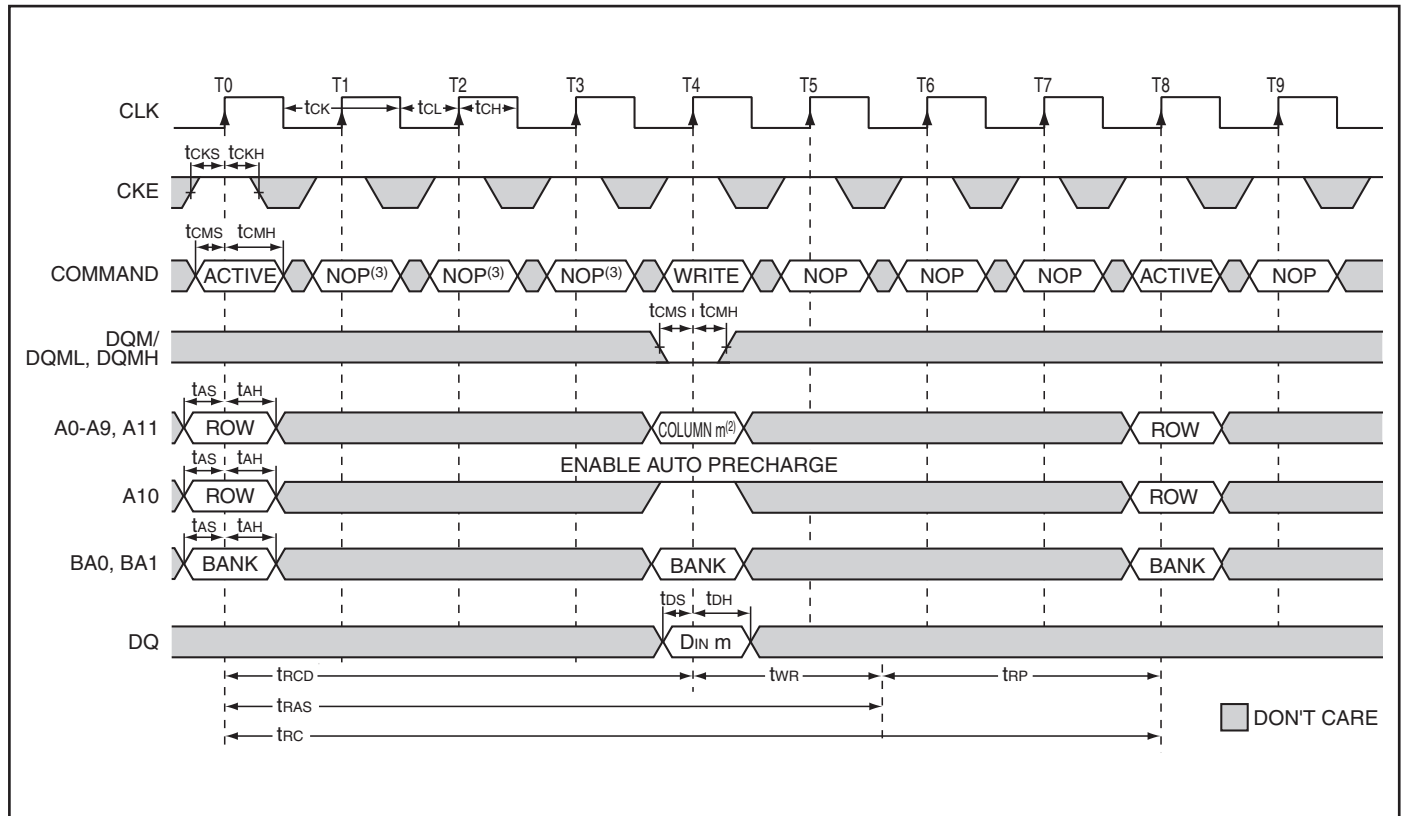 T0 T1 T2 T3 T4 T5 T6 T7 T8 T9
CLK tCK tCL tCH
tCKS tCKH
CKE
tCMS tCMH
COMMAND ACTIVE NOP(3) NOP(3) NOP(3) WRITE NOP NOP NOP ACTIVE NOP
tCMS tCMH
DQM/
DQML, DQMH
tAS tAH
A0-A9, A11 ROW COLUMN m(2) ROW
tAS tAH ENABLE AUTO PRECHARGE
A10 ROW ROW
tAS tAH
BA0, BA1 BANK BANK BANK
tDS tDH
DQ DIN m
tRCD tWR tRP
tRAS
DON'T CARE
tRC